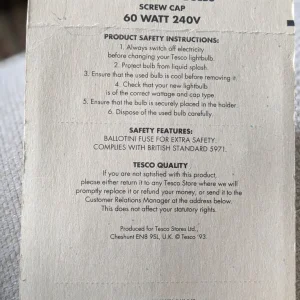 SCREW CAP
60 WATT 240V
PRODUCT SAFETY INSTRUCTIONS:
1. Always switch off electricity
before changing your Tesco lightbulb.
2. Protect bulb from liquid splash.
3. Ensure that the used bulb is cool before removing it.
4. Check that your new lightbulb
is of the correct wattage and cap type.
5. Ensure that the bulb is securely placed in the holder.
6. Dispose of the used bulb carefully.
SAFETY FEATURES:
BALLOTINI FUSE FOR EXTRA SAFETY.
COMPLIES WITH BRITISH STANDARD 5971.
TESCO QUALITY
If you are not satisfied with this product,
please either return it to any Tesco Store where we will
promptly replace it or refund your money, or send it to the
Customer Relations Manager at the address below.
This does not affect your statutory rights.
Produced for Tesco Stores Ltd.,
Cheshunt EN8 9SL, U.K. © Tesco '93.